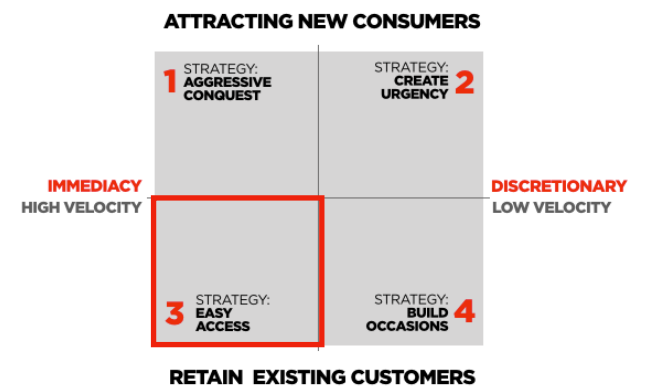 ATTRACTING NEW CONSUMERS
1 STRATEGY:
AGGRESSIVE
CONQUEST
STRATEGY:
CREATE
URGENCY 2
IMMEDIACY
HIGH VELOCITY
DISCRETIONARY
LOW VELOCITY
3 STRATEGY:
EASY
ACCESS
STRATEGY:
BUILD
OCCASIONS 4
RETAIN EXISTING CUSTOMERS